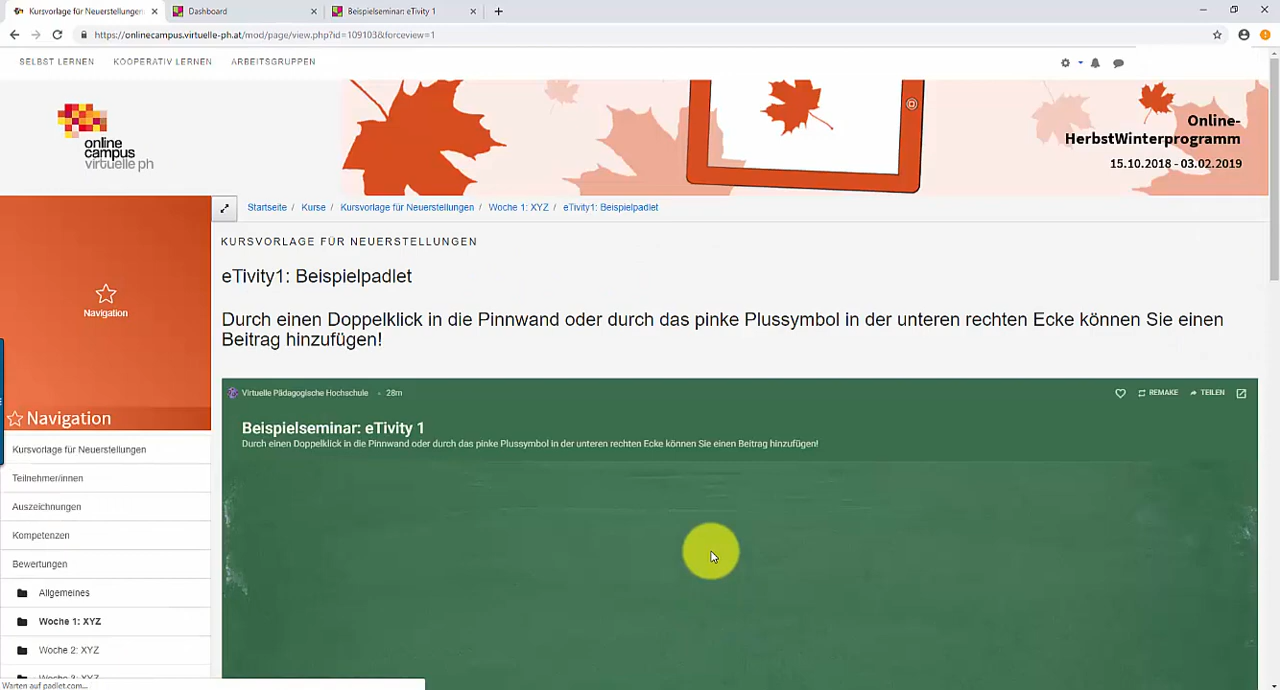 Kursvorlage für Neuerstellungen:
Dashboard
Beispielseminar: eTivity 1
https://onlinecampus.virtuelle-ph.at/mod/page/view.php?id=109103&forceview=1
SELBST LERNEN
KOOPERATIV LERNEN
ARBEITSGRUPPEN
online
campus
virtuelle ph
Online-
HerbstWinterprogramm
15.10.2018 - 03.02.2019
Startseite / Kurse / Kursvorlage für Neuerstellungen / Woche 1: XYZ / eTivity1: Beispielpadlet
KURSVORLAGE FÜR NEUERSTELLUNGEN
eTivity1: Beispielpadlet
Durch einen Doppelklick in die Pinnwand oder durch das pinke Plussymbol in der unteren rechten Ecke können Sie einen
Beitrag hinzufügen!
Navigation
Navigation
Kursvorlage für Neuerstellungen
Teilnehmer/innen
Auszeichnungen
Kompetenzen
Bewertungen
Allgemeines
Woche 1: XYZ
Woche 2: XYZ
Woche 3: XYZ
Virtuelle Pädagogische Hochschule • 28m
REMAKE
TEILEN
Beispielseminar: eTivity 1
Durch einen Doppelklick in die Pinnwand oder durch das pinke Plussymbol in der unteren rechten Ecke können Sie einen Beitrag hinzufügen!
Warten auf padlet.com...